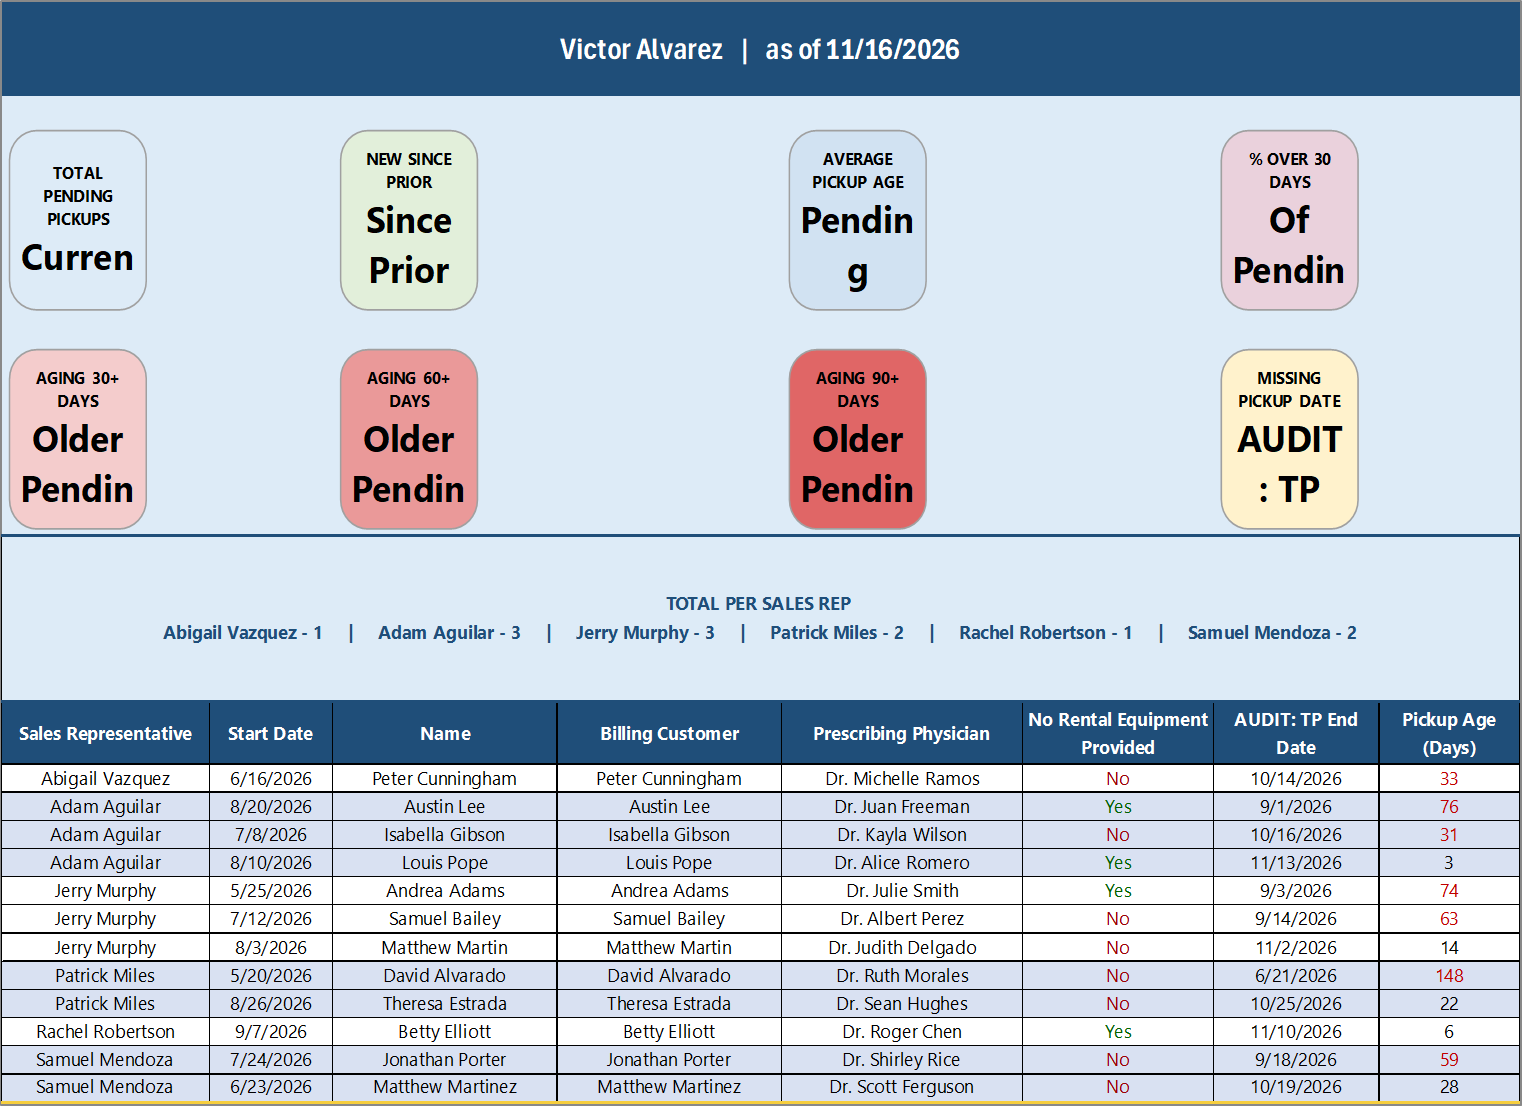 Victor Alvarez | as of 11/16/2026
TOTAL
PENDING
PICKUPS
Curren
NEW SINCE
PRIOR
Since
Prior
AVERAGE
PICKUP AGE
Pendin
g
% OVER 30
DAYS
Of
Pendin
AGING 30+
DAYS
Older
Pendin
AGING 60+
DAYS
Older
Pendin
AGING 90+
DAYS
Older
Pendin
MISSING
PICKUP DATE
AUDIT
: TP
TOTAL PER SALES REP
Abigail Vazquez - 1 | Adam Aguilar - 3 | Jerry Murphy - 3 | Patrick Miles - 2 | Rachel Robertson - 1 | Samuel Mendoza - 2
Sales Representative Start Date Name Billing Customer Prescribing Physician No Rental Equipment Provided AUDIT: TP End Date Pickup Age (Days)
Abigail Vazquez 6/16/2026 Peter Cunningham Peter Cunningham Dr. Michelle Ramos No 10/14/2026 33
Adam Aguilar 8/20/2026 Austin Lee Austin Lee Dr. Juan Freeman Yes 9/1/2026 76
Adam Aguilar 7/8/2026 Isabella Gibson Isabella Gibson Dr. Kayla Wilson No 10/16/2026 31
Adam Aguilar 8/10/2026 Louis Pope Louis Pope Dr. Alice Romero Yes 11/13/2026 3
Jerry Murphy 5/25/2026 Andrea Adams Andrea Adams Dr. Julie Smith Yes 9/3/2026 74
Jerry Murphy 7/12/2026 Samuel Bailey Samuel Bailey Dr. Albert Perez No 9/14/2026 63
Jerry Murphy 8/3/2026 Matthew Martin Matthew Martin Dr. Judith Delgado No 11/2/2026 14
Patrick Miles 5/20/2026 David Alvarado David Alvarado Dr. Ruth Morales No 6/21/2026 148
Patrick Miles 8/26/2026 Theresa Estrada Theresa Estrada Dr. Sean Hughes No 10/25/2026 22
Rachel Robertson 9/7/2026 Betty Elliott Betty Elliott Dr. Roger Chen Yes 11/10/2026 6
Samuel Mendoza 7/24/2026 Jonathan Porter Jonathan Porter Dr. Shirley Rice No 9/18/2026 59
Samuel Mendoza 6/23/2026 Matthew Martinez Matthew Martinez Dr. Scott Ferguson No 10/19/2026 28